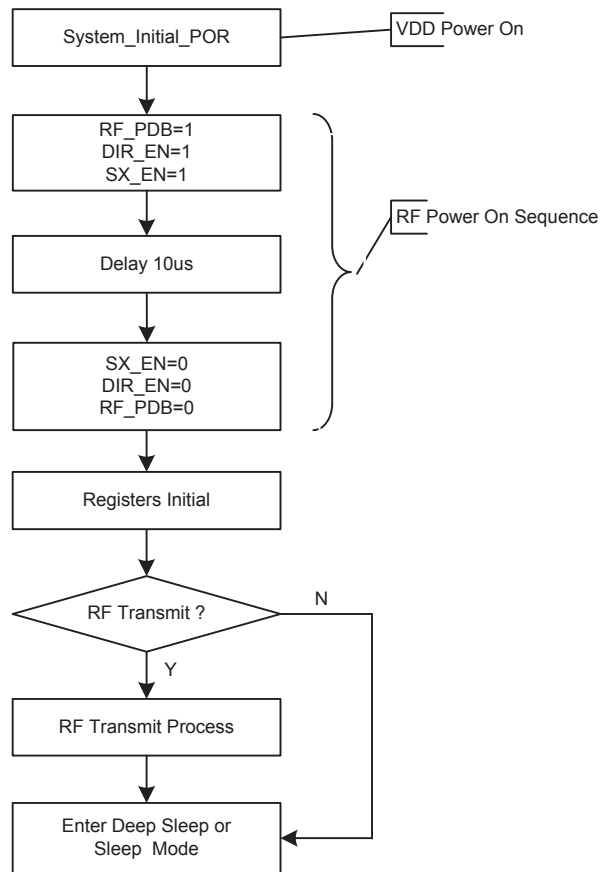 System_Initial_POR
VDD Power On
RF_PDB=1
DIR_EN=1
SX_EN=1
RF Power On Sequence
Delay 10us
SX_EN=0
DIR_EN=0
RF_PDB=0
Registers Initial
RF Transmit ?
N
Y
RF Transmit Process
Enter Deep Sleep or
Sleep Mode